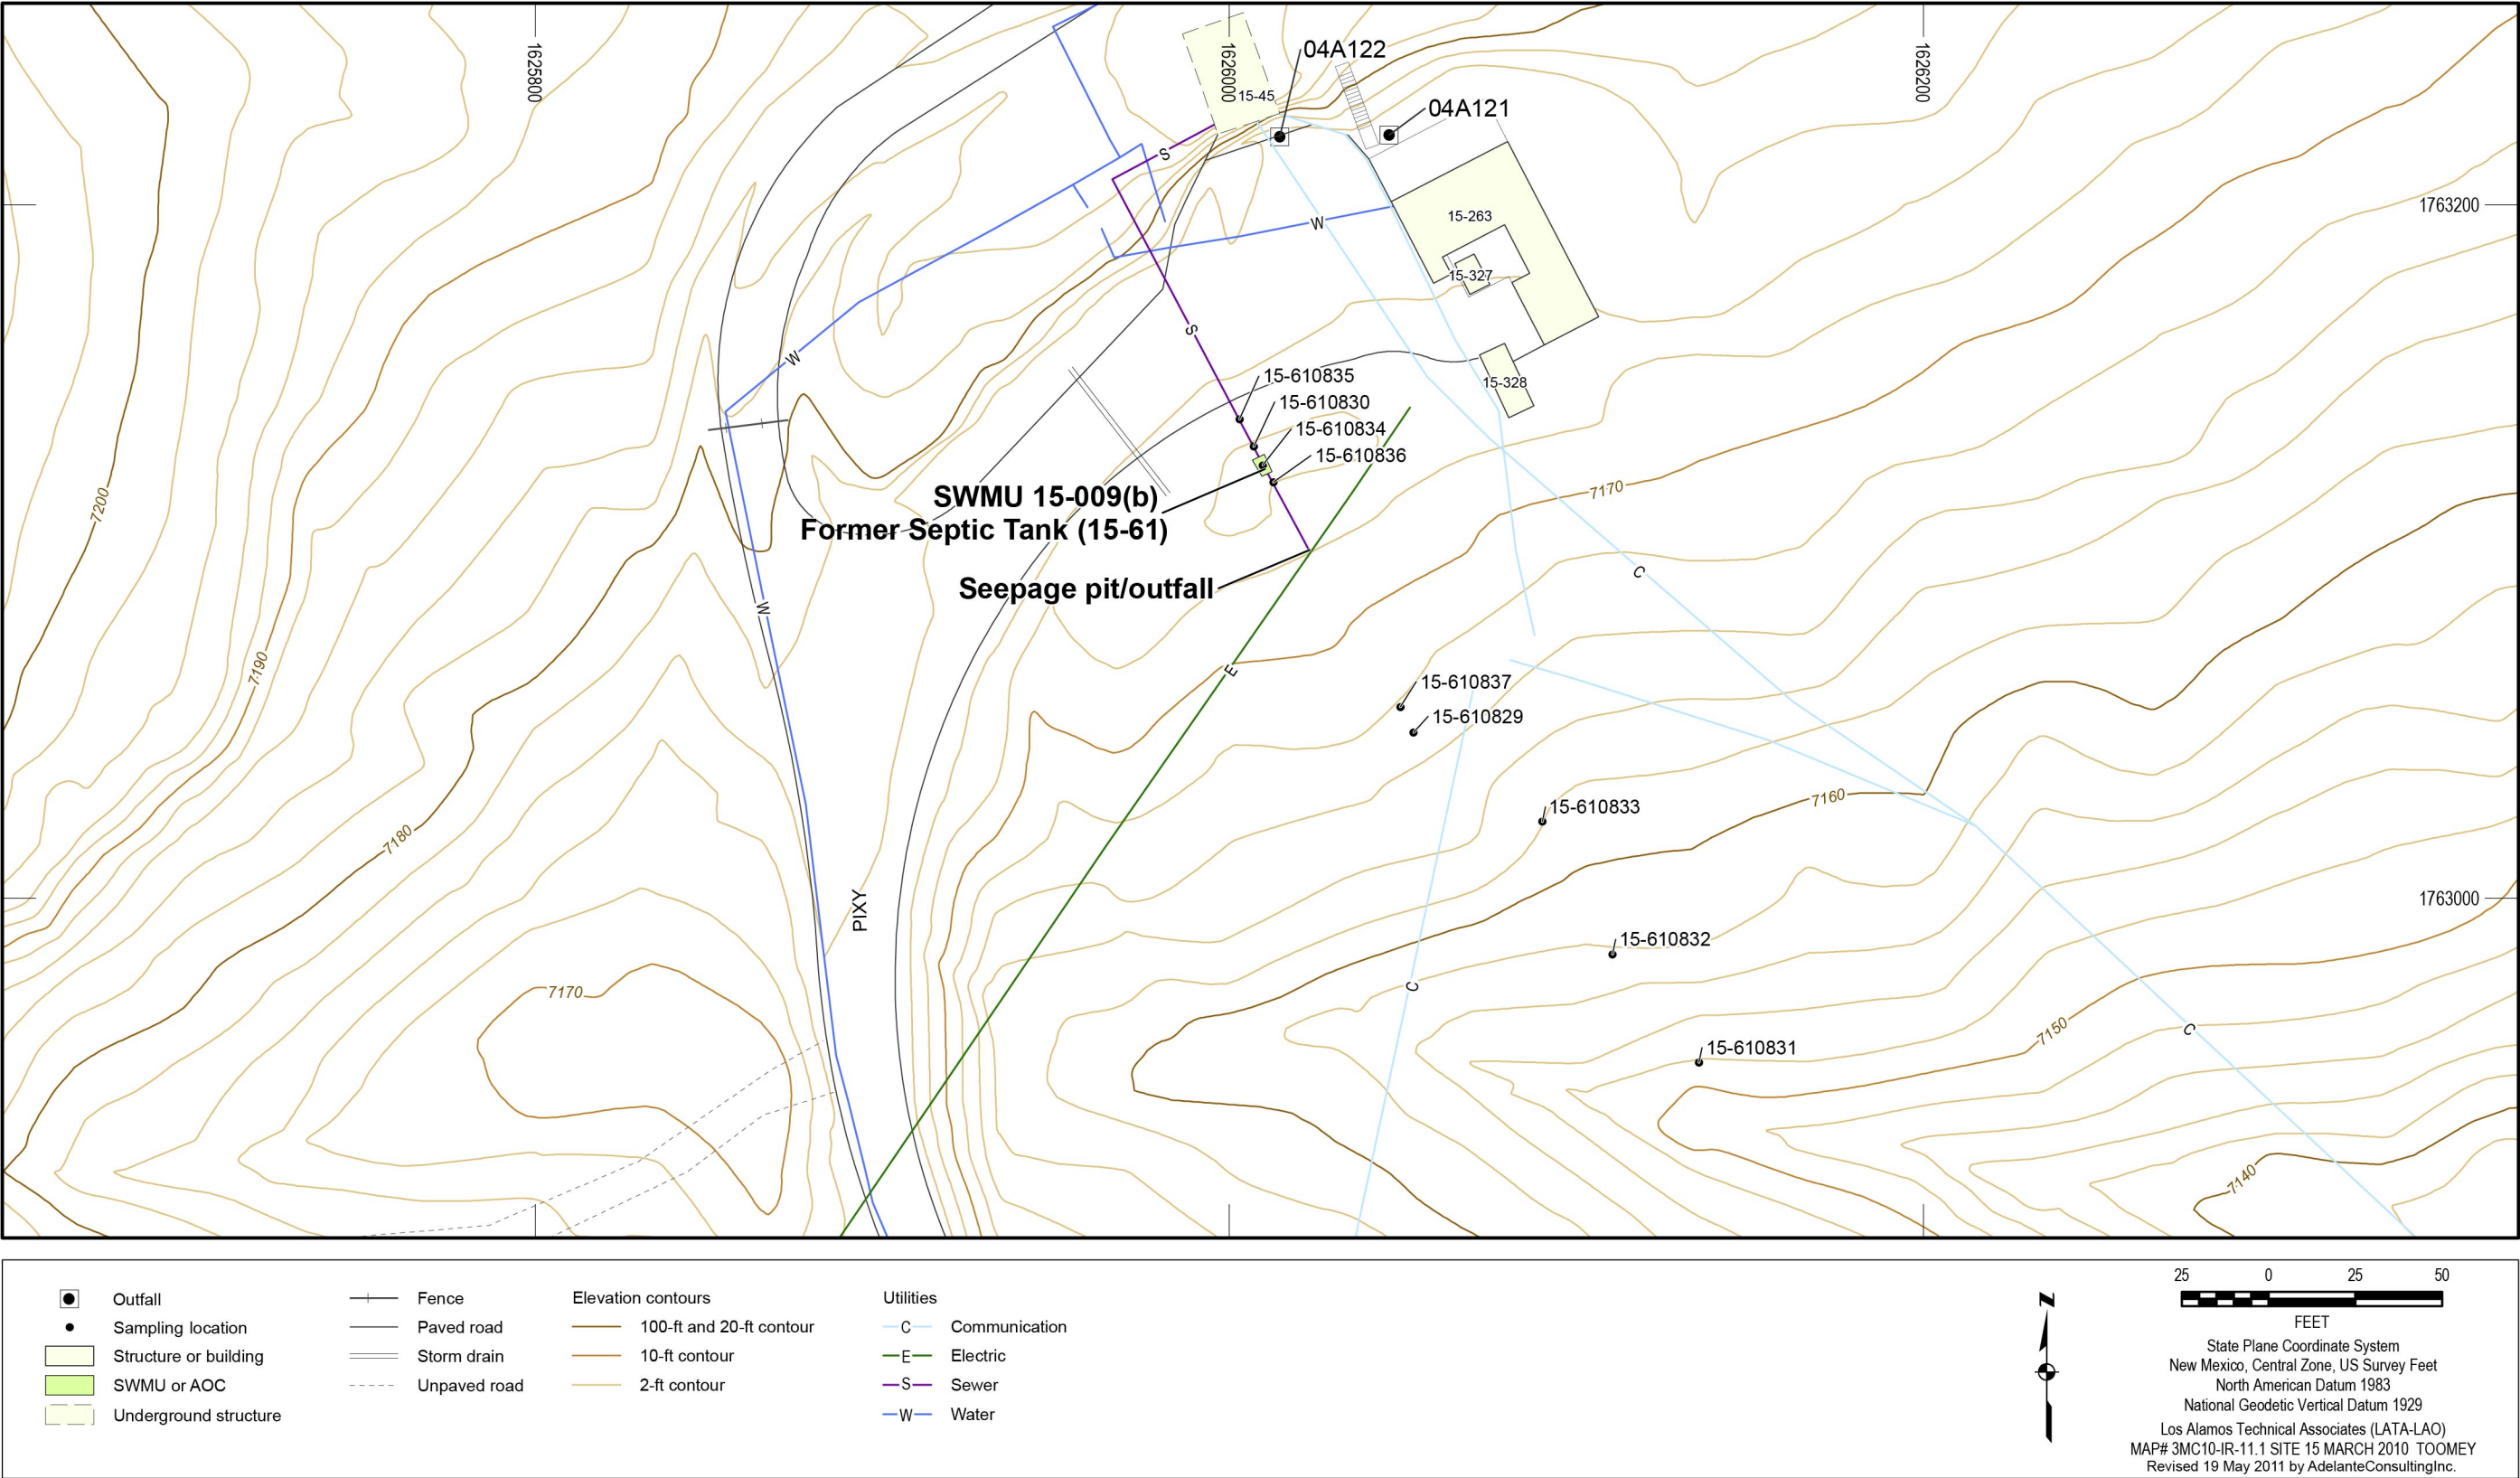 1625800
1626000
1626200
04A122
15-45
04A121
S
1763200
15-263
W
15-327
S
W
15-610835
15-328
15-610830
15-610834
15-610836
7170
SWMU 15-009(b)
Former Septic Tank (15-61)
7200
C
Seepage pit/outfall
W
7190
E
15-610837
15-610829
7160
15-610833
7180
PIXY
1763000
15-610832
C
7170
7150
C
15-610831
7140
Outfall
Sampling location
Structure or building
SWMU or AOC
Underground structure
Fence
Paved road
Storm drain
Unpaved road
Elevation contours
100-ft and 20-ft contour
10-ft contour
2-ft contour
Utilities
C Communication
E Electric
S Sewer
W Water
N
25 0 25 50
FEET
State Plane Coordinate System
New Mexico, Central Zone, US Survey Feet
North American Datum 1983
National Geodetic Vertical Datum 1929
Los Alamos Technical Associates (LATA-LAO)
MAP# 3MC10-IR-11.1 SITE 15 MARCH 2010 TOOMEY
Revised 19 May 2011 by AdelanteConsultingInc.